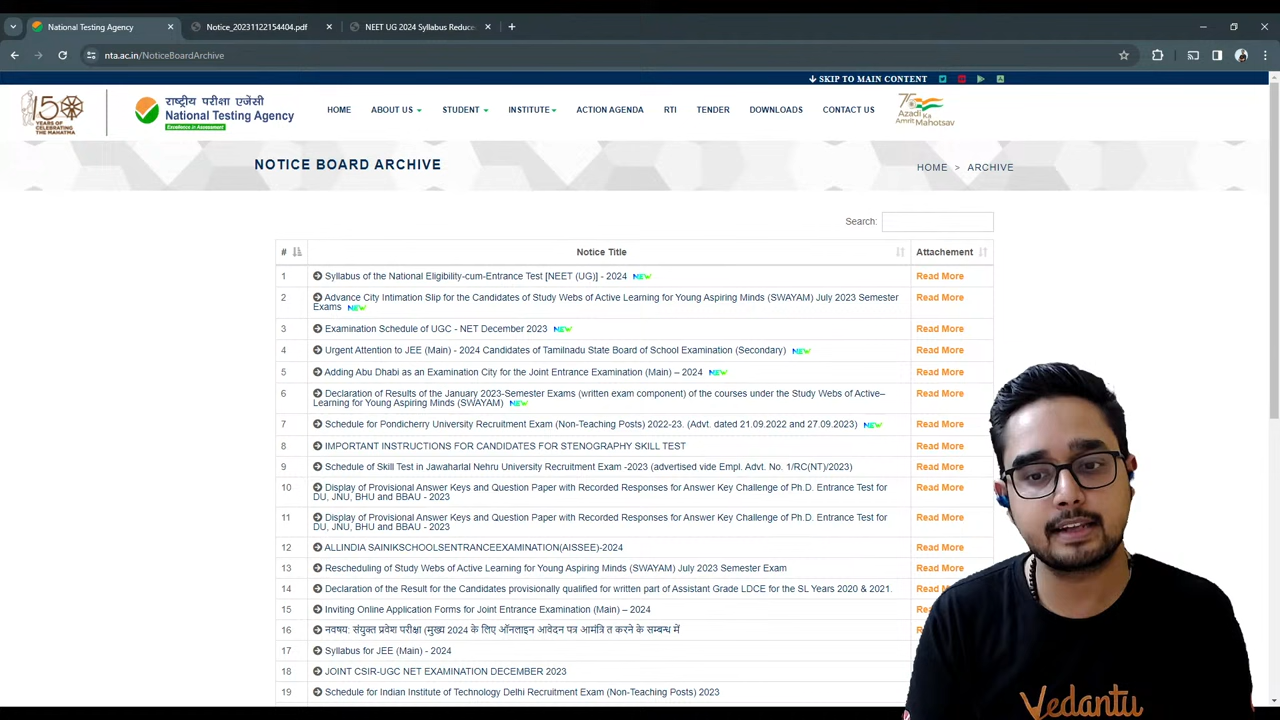 National Testing Agency
Notice_20231122154404.pdf
NEET UG 2024 Syllabus Reduce
nta.ac.in/NoticeBoardArchive
SKIP TO MAIN CONTENT
150
YEARS OF
CELEBRATING
THE MAHATMA
राष्ट्रीय परीक्षा एजेंसी
National Testing Agency
Excellence in Assessment
HOME ABOUT US STUDENT INSTITUTE ACTION AGENDA RTI TENDER DOWNLOADS CONTACT US
75
Azadi Ka
Amrit Mahotsav
NOTICE BOARD ARCHIVE
HOME > ARCHIVE
Search:
# Notice Title Attachement
1 Syllabus of the National Eligibility-cum-Entrance Test [NEET (UG)] - 2024 NEW Read More
2 Advance City Intimation Slip for the Candidates of Study Webs of Active Learning for Young Aspiring Minds (SWAYAM) July 2023 Semester Read More
Exams NEW
3 Examination Schedule of UGC - NET December 2023 NEW Read More
4 Urgent Attention to JEE (Main) - 2024 Candidates of Tamilnadu State Board of School Examination (Secondary) NEW Read More
5 Adding Abu Dhabi as an Examination City for the Joint Entrance Examination (Main) – 2024 NEW Read More
6 Declaration of Results of the January 2023-Semester Exams (written exam component) of the courses under the Study Webs of Active– Read More
Learning for Young Aspiring Minds (SWAYAM) NEW
7 Schedule for Pondicherry University Recruitment Exam (Non-Teaching Posts) 2022-23. (Advt. dated 21.09.2022 and 27.09.2023) NEW Read More
8 IMPORTANT INSTRUCTIONS FOR CANDIDATES FOR STENOGRAPHY SKILL TEST Read More
9 Schedule of Skill Test in Jawaharlal Nehru University Recruitment Exam -2023 (advertised vide Empl. Advt. No. 1/RC(NT)/2023) Read More
10 Display of Provisional Answer Keys and Question Paper with Recorded Responses for Answer Key Challenge of Ph.D. Entrance Test for Read More
DU, JNU, BHU and BBAU - 2023
11 Display of Provisional Answer Keys and Question Paper with Recorded Responses for Answer Key Challenge of Ph.D. Entrance Test for Read More
DU, JNU, BHU and BBAU - 2023
12 ALLINDIA SAINIKSCHOOLSENTRANCEEXAMINATION(AISSEE)-2024 Read More
13 Rescheduling of Study Webs of Active Learning for Young Aspiring Minds (SWAYAM) July 2023 Semester Exam Read More
14 Declaration of the Result for the Candidates provisionally qualified for written part of Assistant Grade LDCE for the SL Years 2020 & 2021. Read More
15 Inviting Online Application Forms for Joint Entrance Examination (Main) – 2024
16 नवषय: संयुक्त प्रवेश परीक्षा (मुख्य 2024 के लिए ऑनलाइन आवेदन पत्र आमंत्रि त करने के सम्बन्ध में
17 Syllabus for JEE (Main) - 2024
18 JOINT CSIR-UGC NET EXAMINATION DECEMBER 2023
19 Schedule for Indian Institute of Technology Delhi Recruitment Exam (Non-Teaching Posts) 2023
Vedantu